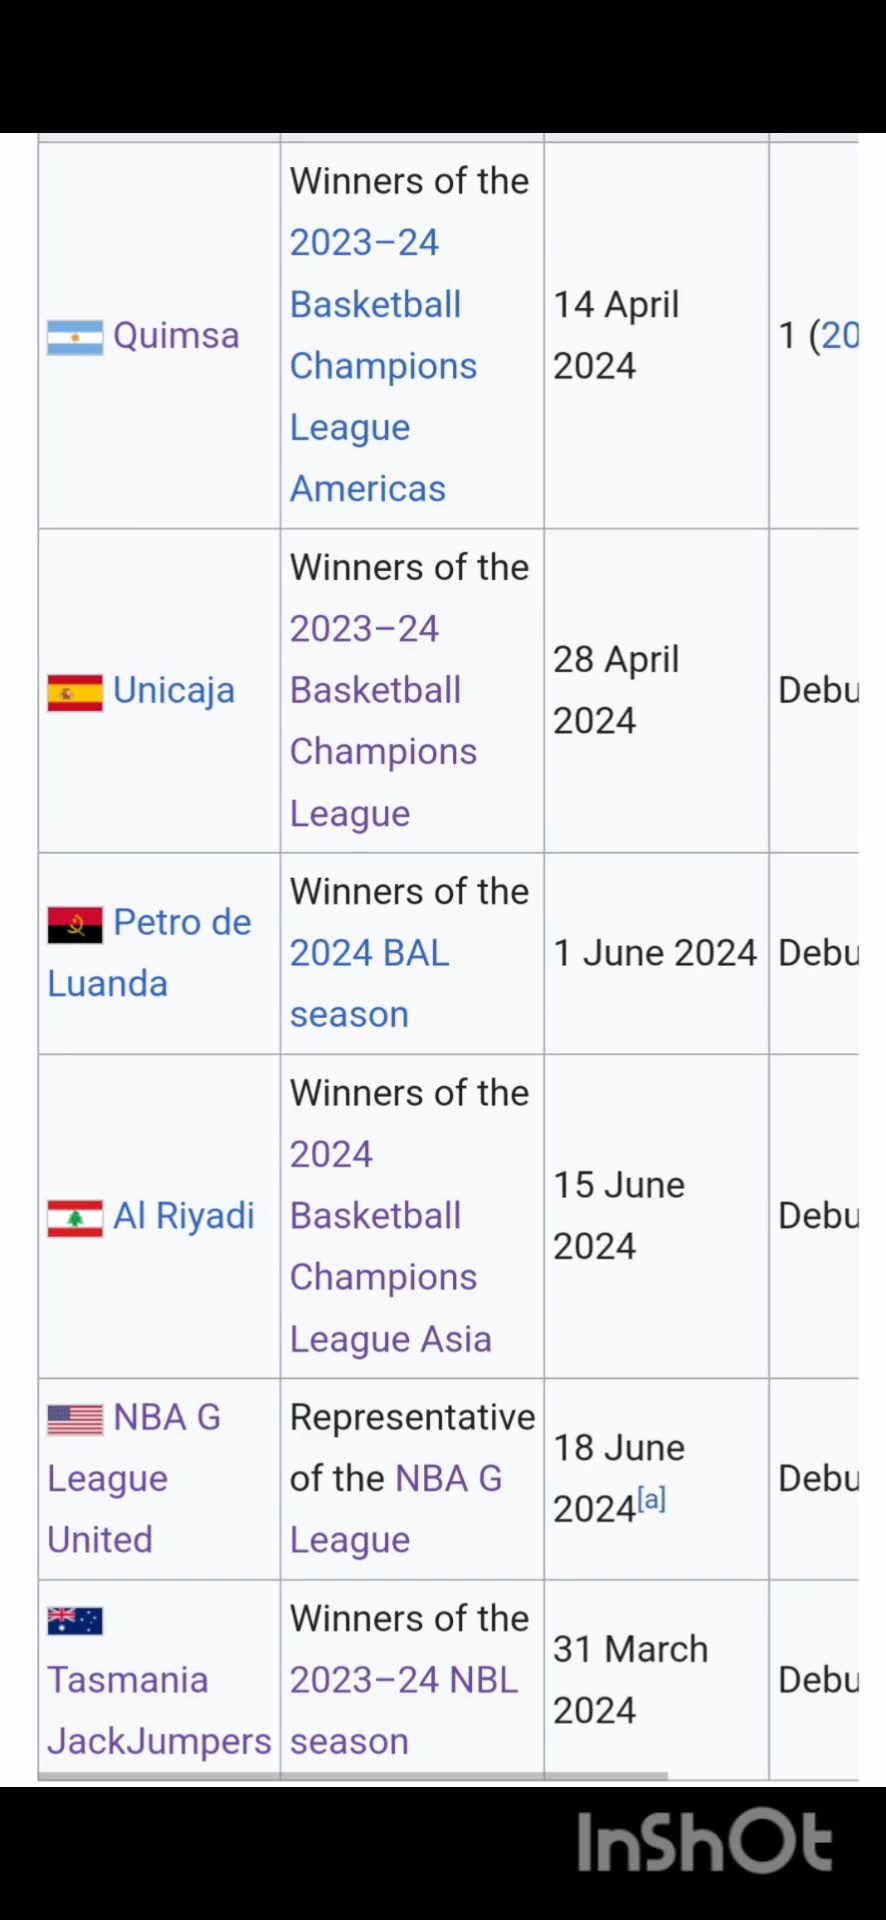 Quimsa
Winners of the
2023–24
Basketball
Champions
League
Americas
14 April
2024
1 (20
Unicaja
Winners of the
2023–24
Basketball
Champions
League
28 April
2024
Debu
Petro de
Luanda
Winners of the
2024 BAL
season
1 June 2024
Debu
Al Riyadi
Winners of the
2024
Basketball
Champions
League Asia
15 June
2024
Debu
NBA G
League
United
Representative
of the NBA G
League
18 June
2024[a]
Debu
Tasmania
JackJumpers
Winners of the
2023–24 NBL
season
31 March
2024
Debu
InShOt